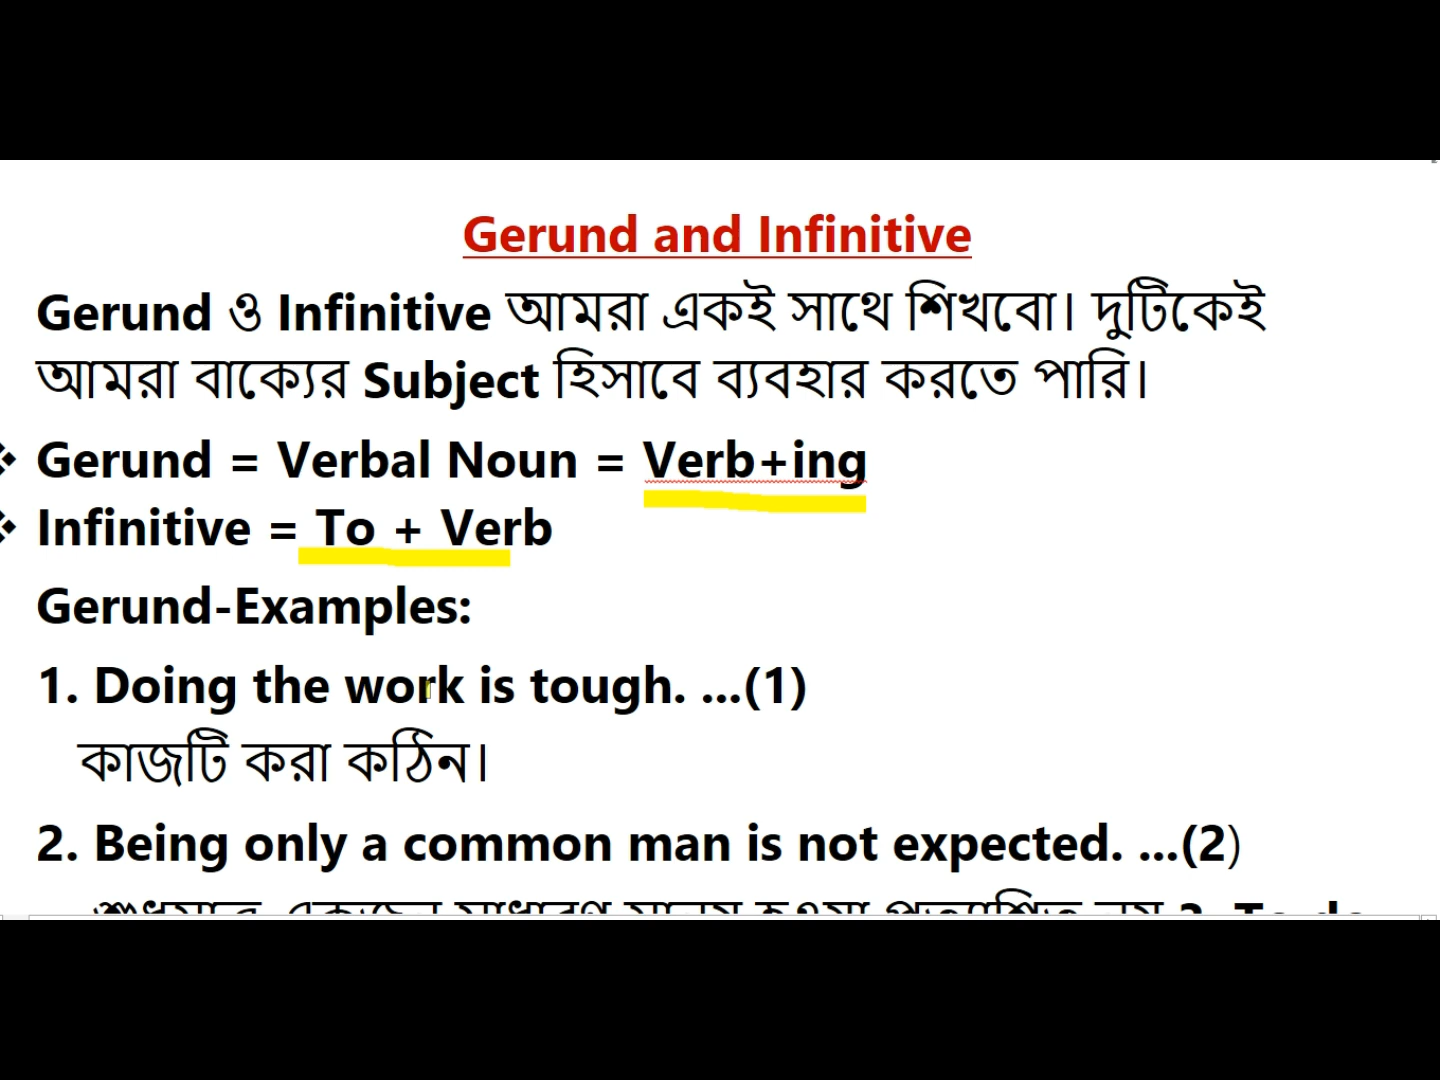 Gerund and Infinitive
Gerund ও Infinitive আমরা একই সাথে শিখবো। দুটিকেই
আমরা বাক্যের Subject হিসাবে ব্যবহার করতে পারি।
❖ Gerund = Verbal Noun = Verb+ing
❖ Infinitive = To + Verb
Gerund-Examples:
1. Doing the work is tough. ...(1)
কাজটি করা কঠিন।
2. Being only a common man is not expected. ...(2)